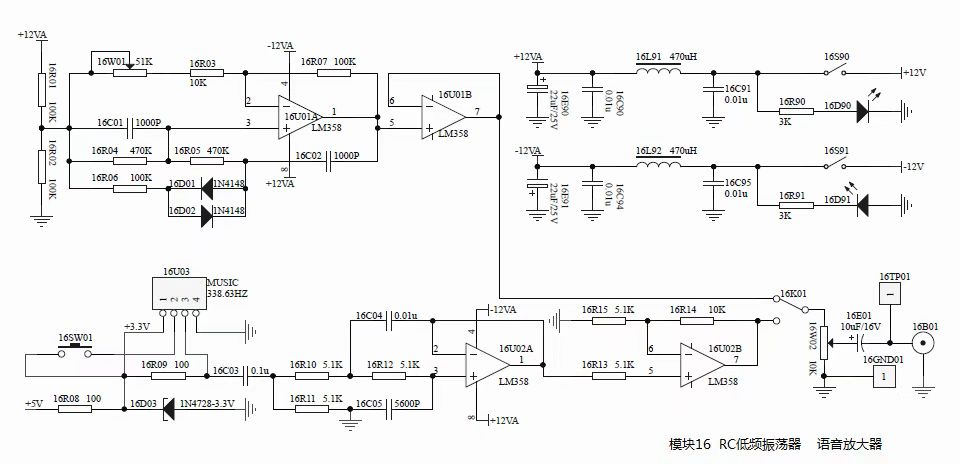 +12VA
16R01
100K
16R02
100K
16W01 51K
16R03
10K
-12VA
4
16R07 100K
2
3
1
16U01A
LM358
8
+12VA
16C01 1000P
16R04 470K
16R05 470K
16C02 1000P
16R06 100K
16D01 1N4148
16D02 1N4148
6
5
7
16U01B
LM358
+12VA
16E90
22uF/25V
16C90
0.01u
16L91 470uH
16C91
0.01u
16S90
+12V
16R90
3K
16D90
-12VA
16E91
22uF/25V
16C94
0.01u
16L92 470uH
16C95
0.01u
16S91
-12V
16R91
3K
16D91
16U03
MUSIC
338.63HZ
1 2 3 4
+3.3V
16SW01
16R09 100
+5V
16R08 100
16D03 1N4728-3.3V
16C03 0.1u
16R10 5.1K
16R11 5.1K
16C04 0.01u
16R12 5.1K
16C05 5600P
-12VA
4
2
3
1
16U02A
LM358
8
+12VA
16R15 5.1K
16R14 10K
16R13 5.1K
6
5
7
16U02B
LM358
16K01
16W02
10K
16E01
10uF/16V
16TP01
1
16B01
16GND01
1
模块16 RC低频振荡器 语音放大器